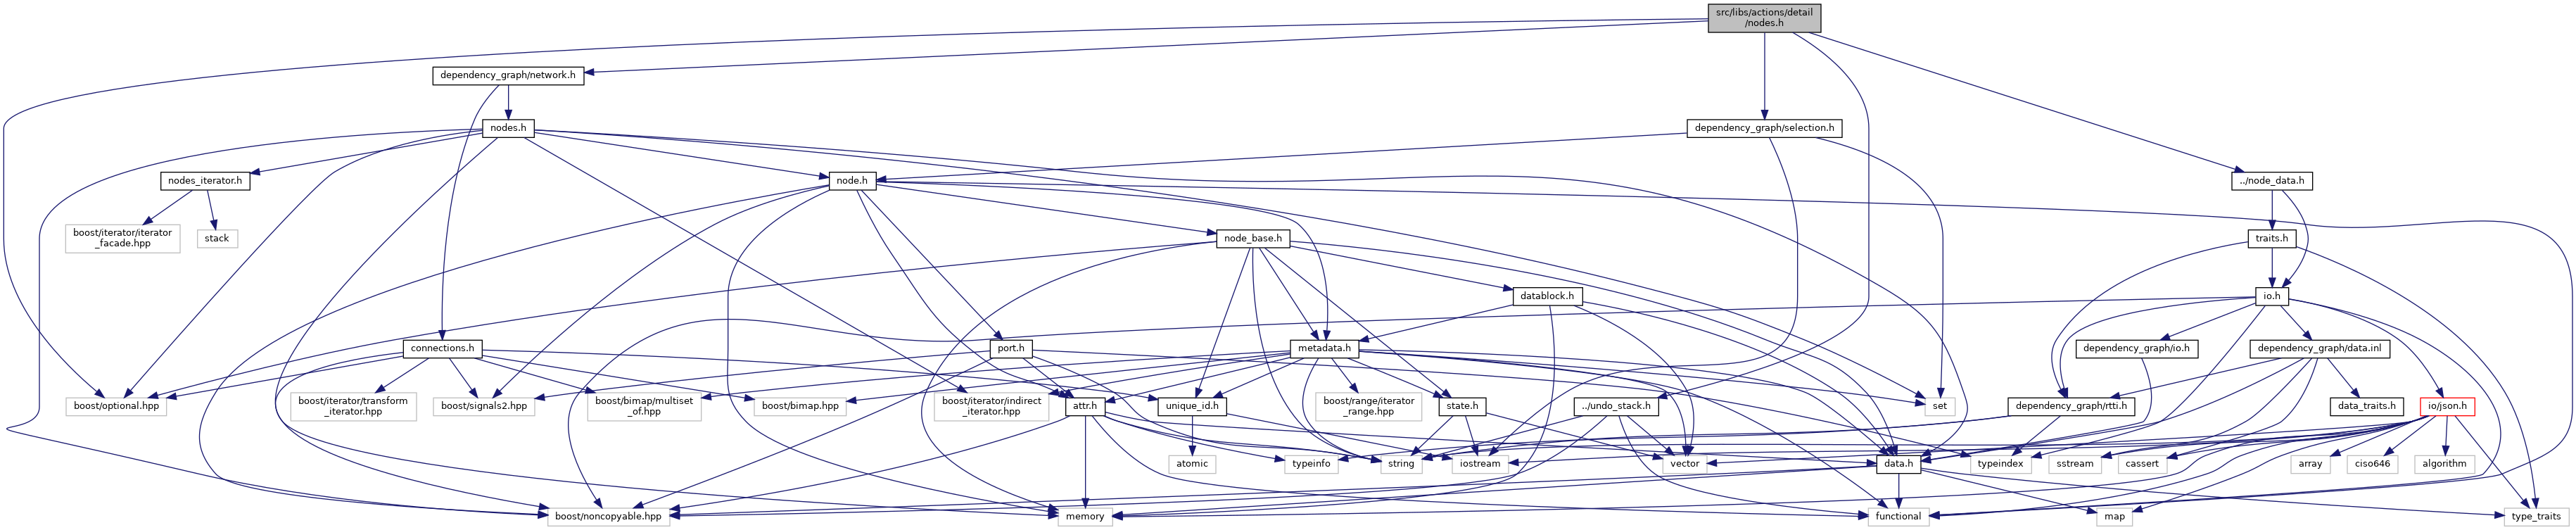 src/libs/actions/detail
/nodes.h
dependency_graph/network.h
nodes.h
dependency_graph/selection.h
nodes_iterator.h
node.h
../node_data.h
boost/iterator/iterator
_facade.hpp
stack
node_base.h
traits.h
datablock.h
io.h
connections.h
port.h
metadata.h
dependency_graph/io.h
dependency_graph/data.inl
boost/optional.hpp
boost/iterator/transform
_iterator.hpp
boost/signals2.hpp
boost/bimap/multiset
_of.hpp
boost/bimap.hpp
boost/iterator/indirect
_iterator.hpp
attr.h
unique_id.h
boost/range/iterator
_range.hpp
state.h
../undo_stack.h
set
dependency_graph/rtti.h
data_traits.h
io/json.h
atomic
typeinfo
string
iostream
vector
data.h
typeindex
sstream
cassert
array
ciso646
algorithm
boost/noncopyable.hpp
memory
functional
map
type_traits